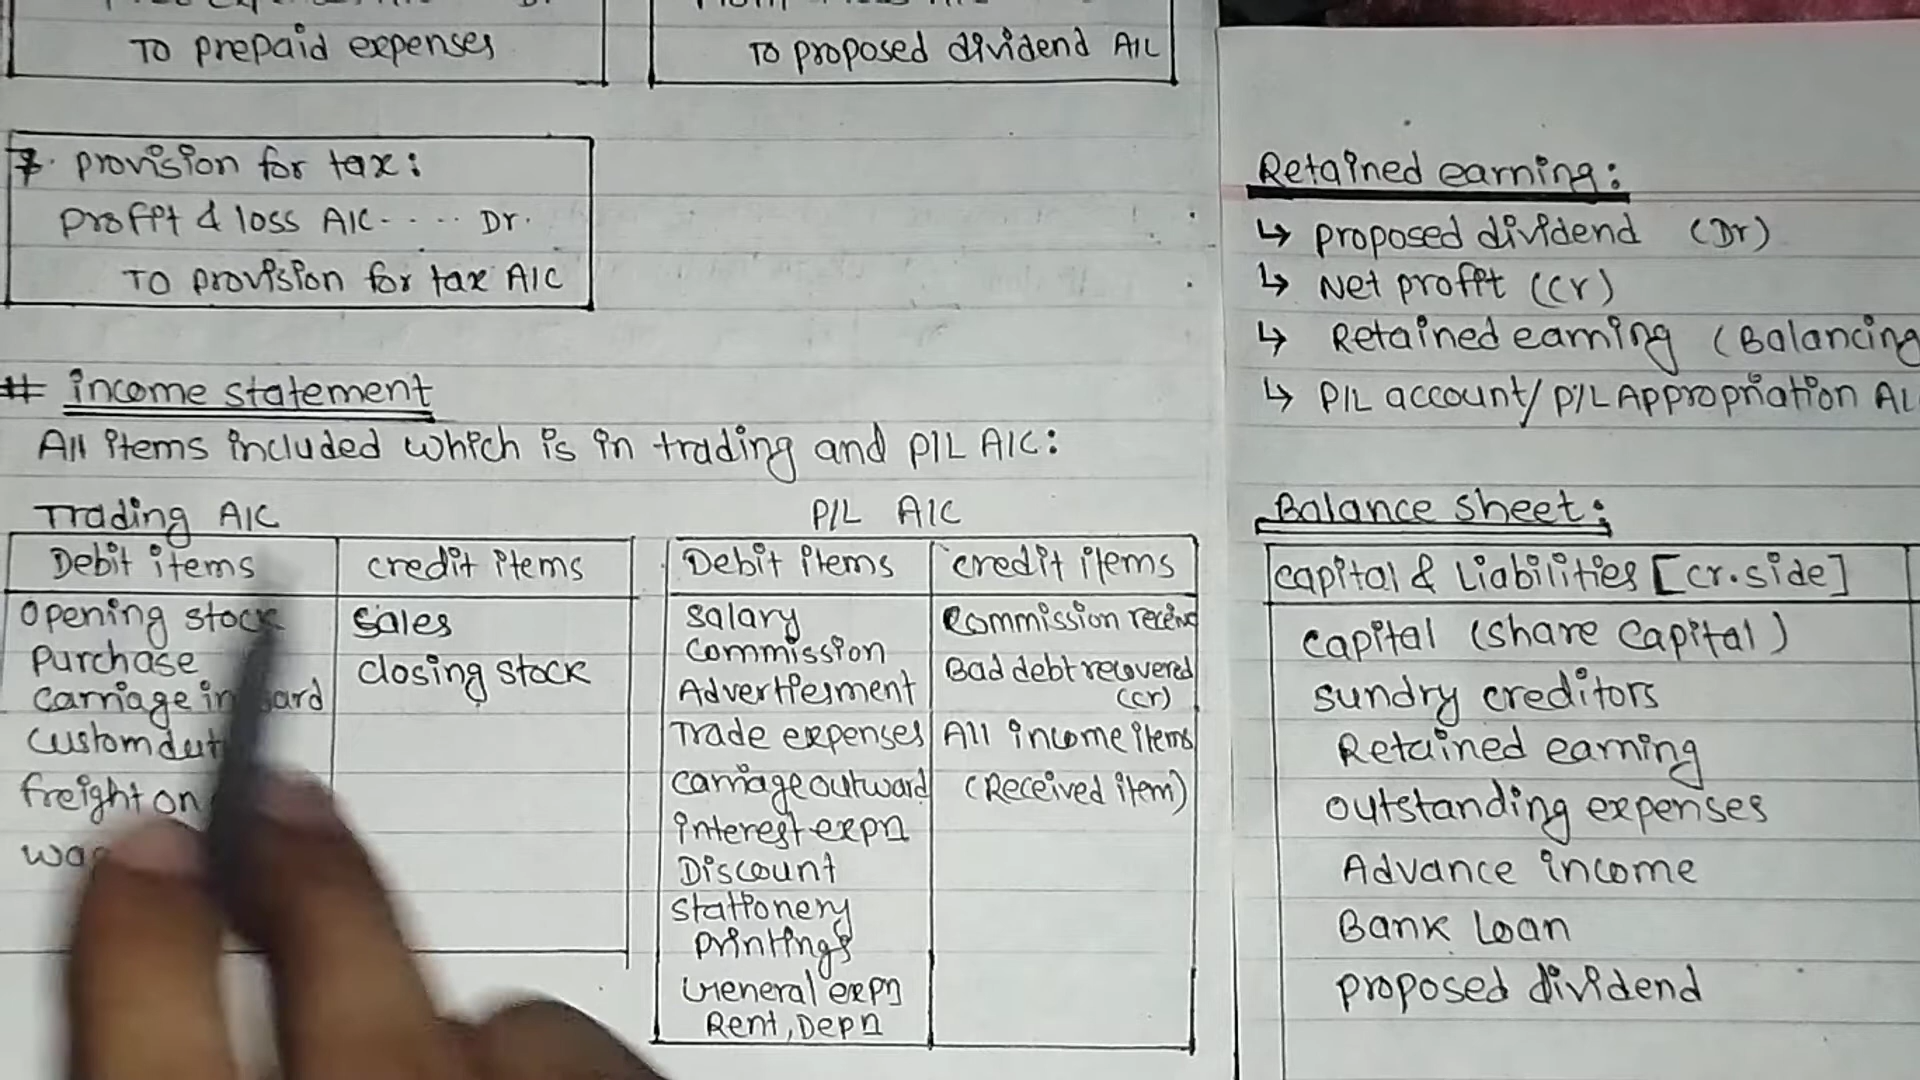 To prepaid expenses
To proposed dividend A/C
7. provision for tax:
profit & loss A/C ..... Dr.
To provision for tax A/C
# income statement
All items included which is in trading and P/L A/C:
Trading A/C
Debit items
credit items
opening stock
sales
purchase
closing stock
carriage
freight on
P/L A/C
Debit items
credit items
salary
commission
Advertiesment
Trade expenses
carriage outward
interest expn
Discount
stationery
printings
General expn
Rent, Depn
Bad debt recovered
(cr)
All income items
(Received item)
Retained earning:
↳ proposed dividend (Dr)
↳ Net profit (cr)
↳ Retained earning (Balancing
↳ P/L account/ P/L Appropriation
Balance sheet:
capital & Liabilities [cr. side]
capital (share capital)
sundry creditors
Retained earning
outstanding expenses
Advance income
Bank Loan
proposed dividend